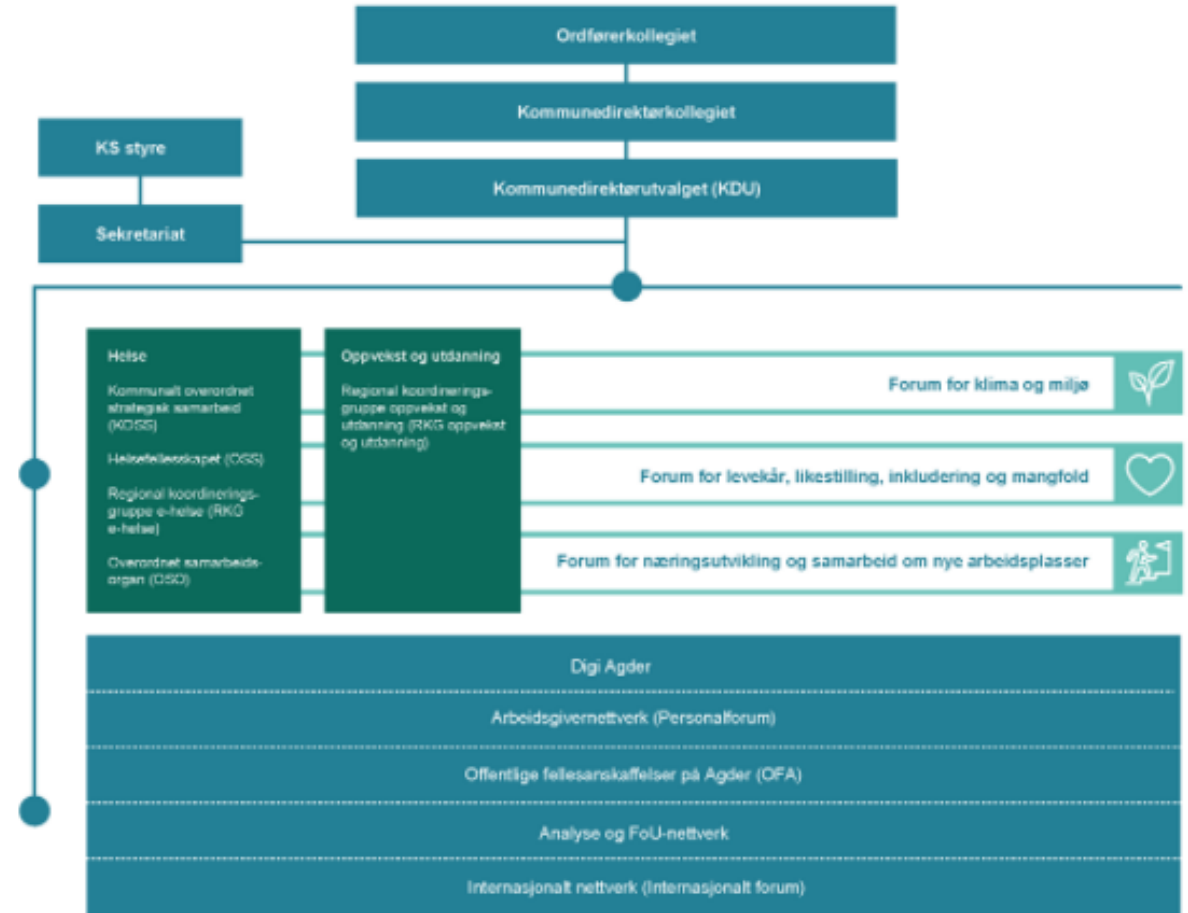 Ordførerkollegiet
Kommunedirektørkollegiet
Kommunedirektørutvalget (KDU)
KS styre
Sekretariat
Helse
Kommunalt overordnet
strategisk samarbeid
(KOSS)
Helsefellesskapet (OSS)
Regional koordinerings-
gruppe e-helse (RKG
e-helse)
Overordnet samarbeids-
organ (OSO)
Oppvekst og utdanning
Regional koordinerings-
gruppe oppvekst og
utdanning (RKG oppvekst
og utdanning)
Forum for klima og miljø
Forum for levekår, likestilling, inkludering og mangfold
Forum for næringsutvikling og samarbeid om nye arbeidsplasser
Digi Agder
Arbeidsgivernettverk (Personalforum)
Offentlige fellesanskaffelser på Agder (OFA)
Analyse og FoU-nettverk
Internasjonalt nettverk (Internasjonalt forum)